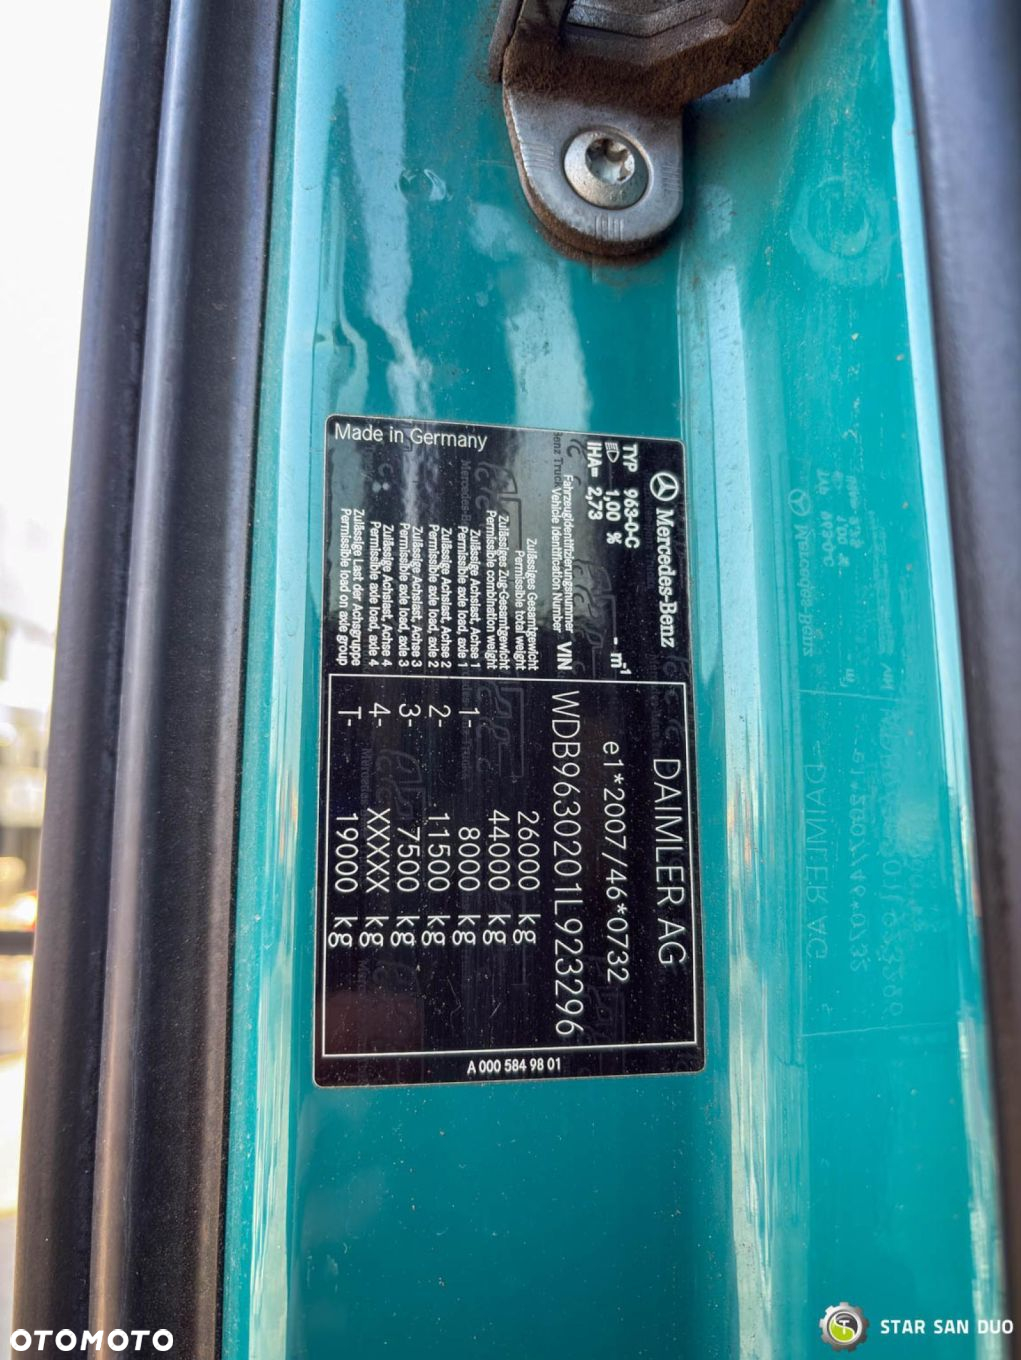 Mercedes-Benz
DAIMLER AG
TYP 963-0-C
1,00 % - m-1
e1*2007/46*0732
IHA= 2,73
Fahrzeugidentifizierungsnummer
Vehicle Identification Number
VIN WDB9630201L923296
Zulässiges Gesamtgewicht
Permissible total weight
26000 kg
Zulässiges Zug-Gesamtgewicht
Permissible combination weight
44000 kg
Zulässige Achslast, Achse 1
Permissible axle load, axle 1
1- 8000 kg
Zulässige Achslast, Achse 2
Permissible axle load, axle 2
2- 11500 kg
Zulässige Achslast, Achse 3
Permissible axle load, axle 3
3- 7500 kg
Zulässige Achslast, Achse 4
Permissible axle load, axle 4
4- XXXXX kg
Zulässige Last der Achsgruppe
Permissible load on axle group
T- 19000 kg
Made in Germany
A 000 584 98 01
OTOMOTO
STAR SAN DUO